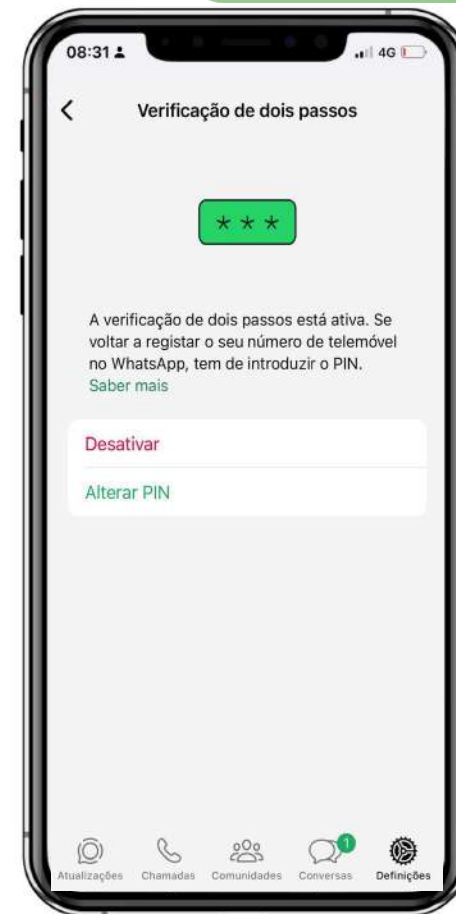 08:31
4G
Verificação de dois passos
***
A verificação de dois passos está ativa. Se
voltar a registar o seu número de telemóvel
no WhatsApp, tem de introduzir o PIN.
Saber mais
Desativar
Alterar PIN
1
Atualizações Chamadas Comunidades Conversas Definições